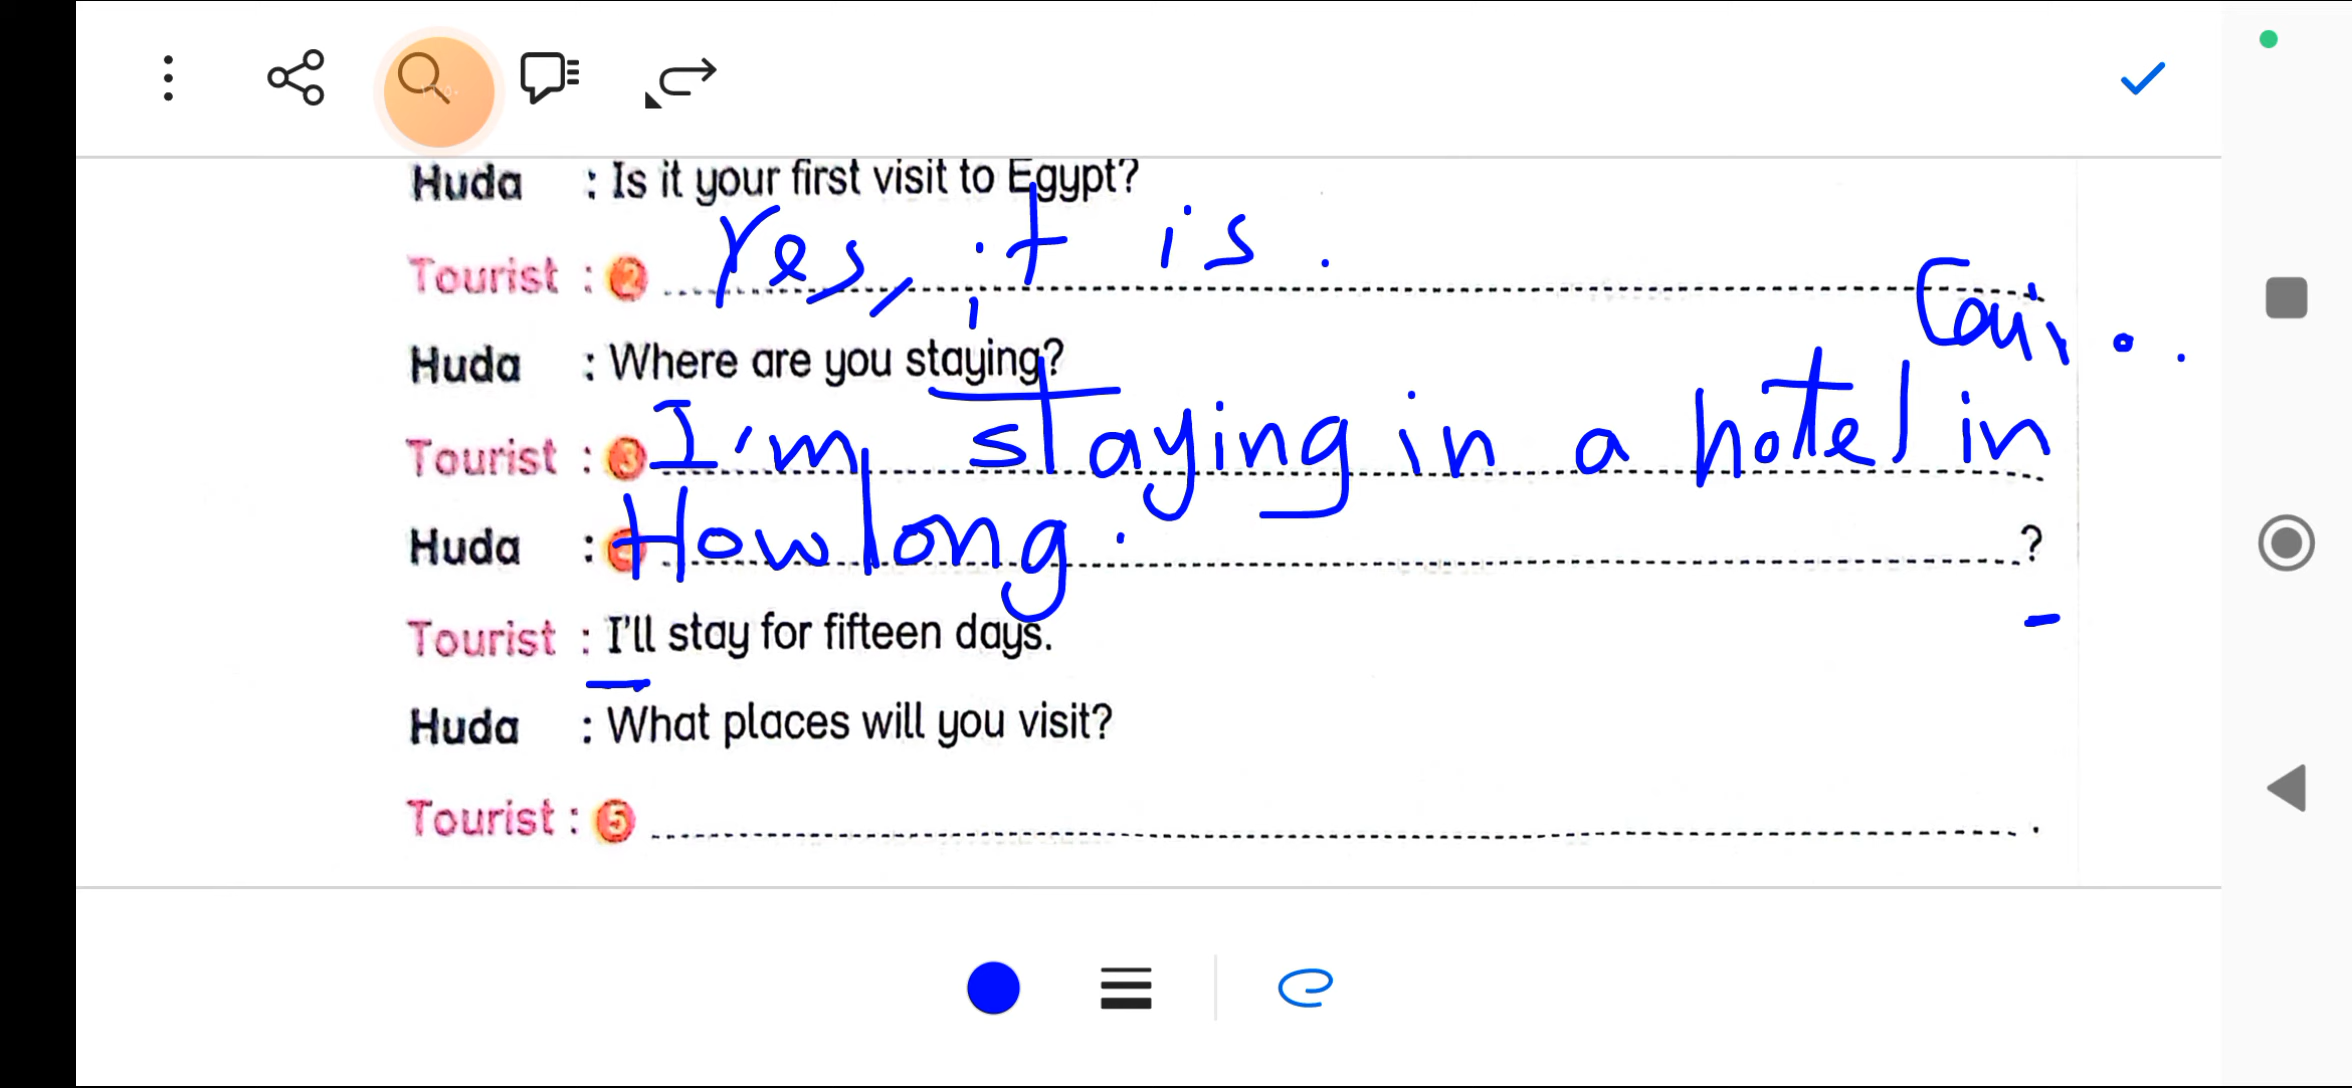 Huda : Is it your first visit to Egypt?
Tourist : 2 Yes, it is .
Huda : Where are you staying?
Cairo .
Tourist : 3 I'm staying in a hotel in
Huda : How long ?
Tourist : I'll stay for fifteen days.
Huda : What places will you visit?
Tourist : 5 .